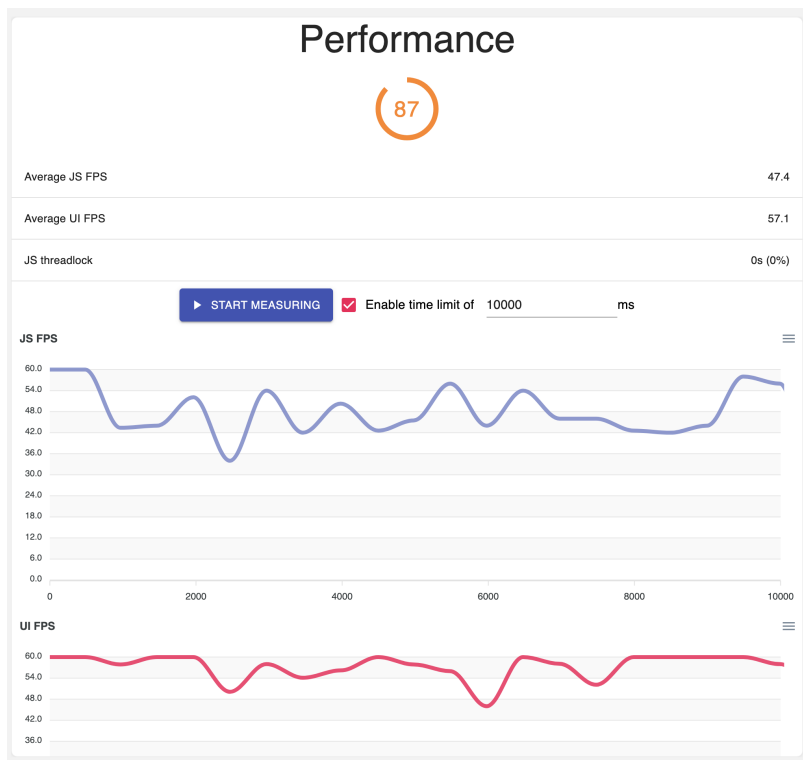 Performance
87
Average JS FPS 47.4
Average UI FPS 57.1
JS threadlock 0s (0%)
START MEASURING Enable time limit of 10000 ms
JS FPS
60.0
54.0
48.0
42.0
36.0
30.0
24.0
18.0
12.0
6.0
0.0
0 2000 4000 6000 8000 10000
UI FPS
60.0
54.0
48.0
42.0
36.0